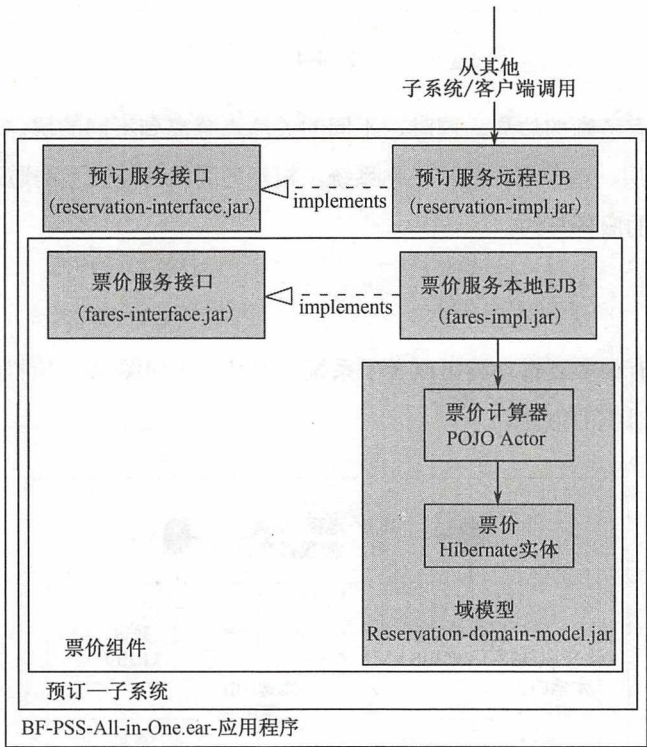 从其他
子系统/客户端调用
预订服务接口
(reservation-interface.jar)
implements
预订服务远程EJB
(reservation-impl.jar)
票价服务接口
(fares-interface.jar)
implements
票价服务本地EJB
(fares-impl.jar)
票价计算器
POJO Actor
票价
Hibernate实体
域模型
Reservation-domain-model.jar
票价组件
预订—子系统
BF-PSS-All-in-One.ear-应用程序